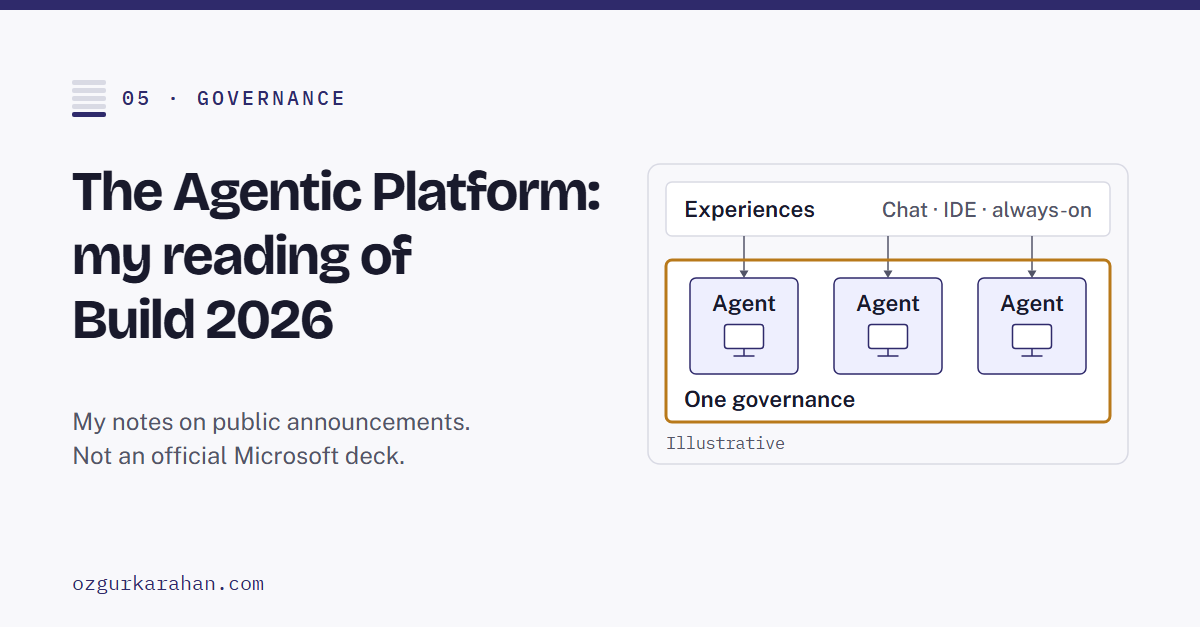 05 · GOVERNANCE
The Agentic Platform:
my reading of
Build 2026
My notes on public announcements.
Not an official Microsoft deck.
ozgurkarahan.com
Experiences
Chat · IDE · always-on
Agent
Agent
Agent
One governance
Illustrative